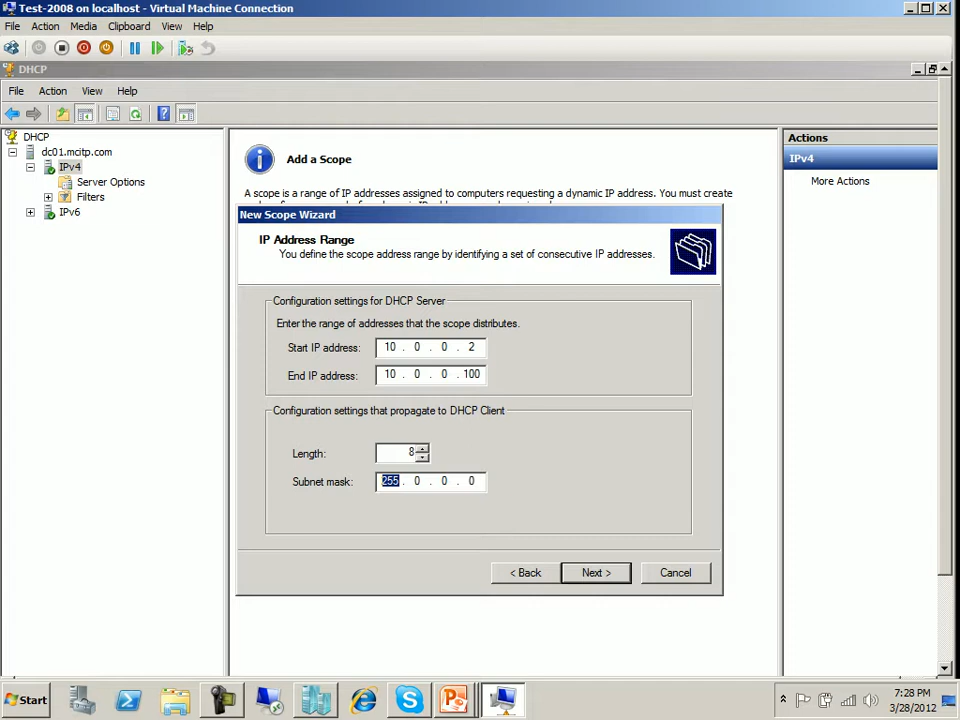 Test-2008 on localhost - Virtual Machine Connection
File Action Media Clipboard View Help
DHCP
File Action View Help
DHCP
dc01.mcitp.com
IPv4
Server Options
Filters
IPv6
Add a Scope
A scope is a range of IP addresses assigned to computers requesting a dynamic IP address. You must create
New Scope Wizard
IP Address Range
You define the scope address range by identifying a set of consecutive IP addresses.
Configuration settings for DHCP Server
Enter the range of addresses that the scope distributes.
Start IP address: 10 . 0 . 0 . 2
End IP address: 10 . 0 . 0 . 100
Configuration settings that propagate to DHCP Client
Length: 8
Subnet mask: 255 . 0 . 0 . 0
< Back Next > Cancel
Actions
IPv4
More Actions
Start
7:28 PM
3/28/2012